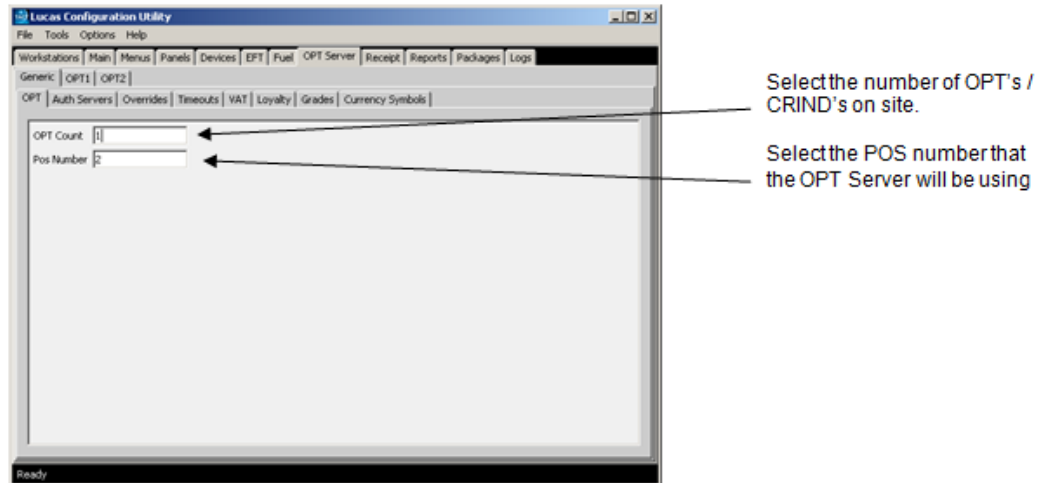 Lucas Configuration Utility
File Tools Options Help
Workstations Main Menus Panels Devices EFT Fuel OPT Server Receipt Reports Packages Logs
Generic OPT1 OPT2
OPT Auth Servers Overrides Timeouts VAT Loyalty Grades Currency Symbols
OPT Count 1
Pos Number 2
Ready
Select the number of OPT's /
CRIND's on site.
Select the POS number that
the OPT Server will be using